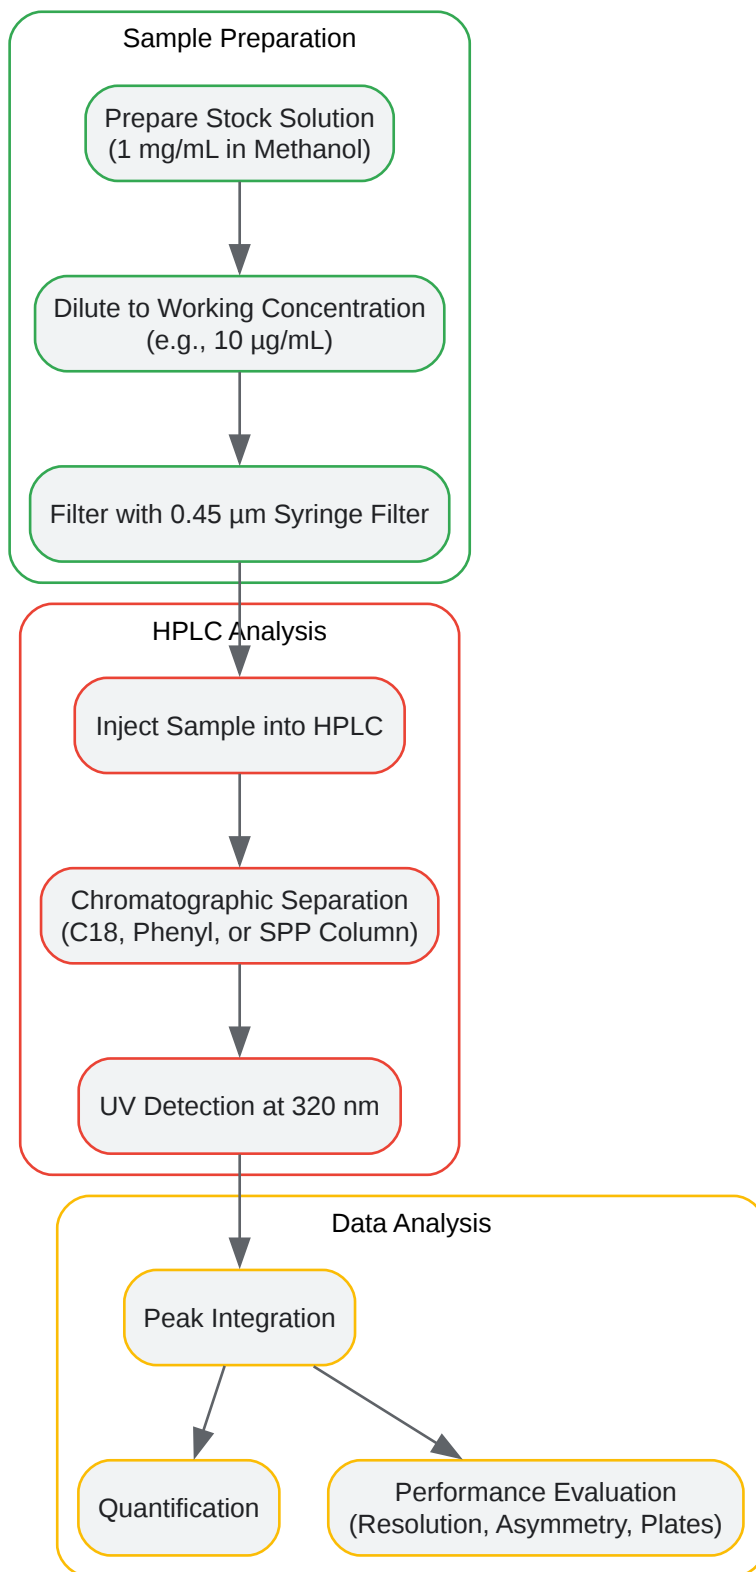 Sample Preparation
Prepare Stock Solution
(1 mg/mL in Methanol)
Dilute to Working Concentration
(e.g., 10 µg/mL)
Filter with 0.45 µm Syringe Filter
HPLC Analysis
Inject Sample into HPLC
Chromatographic Separation
(C18, Phenyl, or SPP Column)
UV Detection at 320 nm
Data Analysis
Peak Integration
Quantification
Performance Evaluation
(Resolution, Asymmetry, Plates)